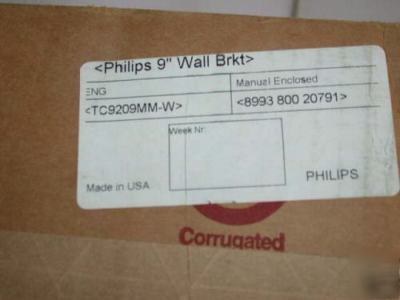 <Philips 9" Wall Brkt>
ENG
Manual Enclosed
<TC9209MM-W>
<8993 800 20791>
Week Nr:
Made in USA
PHILIPS
Corrugated